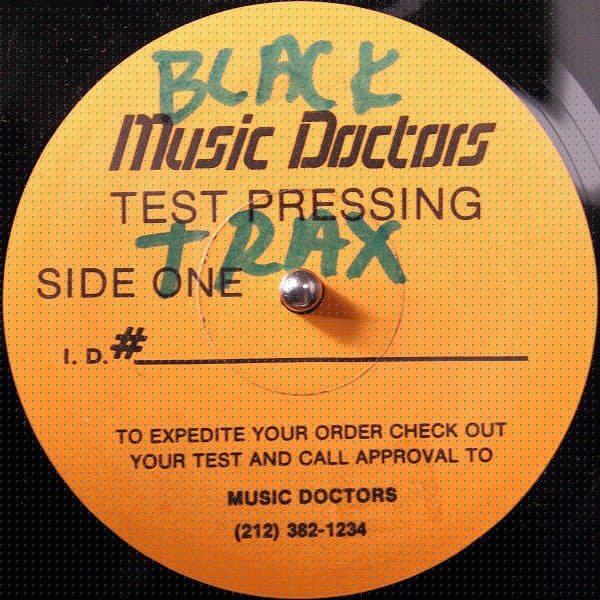 BLACK
Music Doctors
TEST PRESSING
TRAX
SIDE ONE
I. D.#
TO EXPEDITE YOUR ORDER CHECK OUT
YOUR TEST AND CALL APPROVAL TO
MUSIC DOCTORS
(212) 382-1234